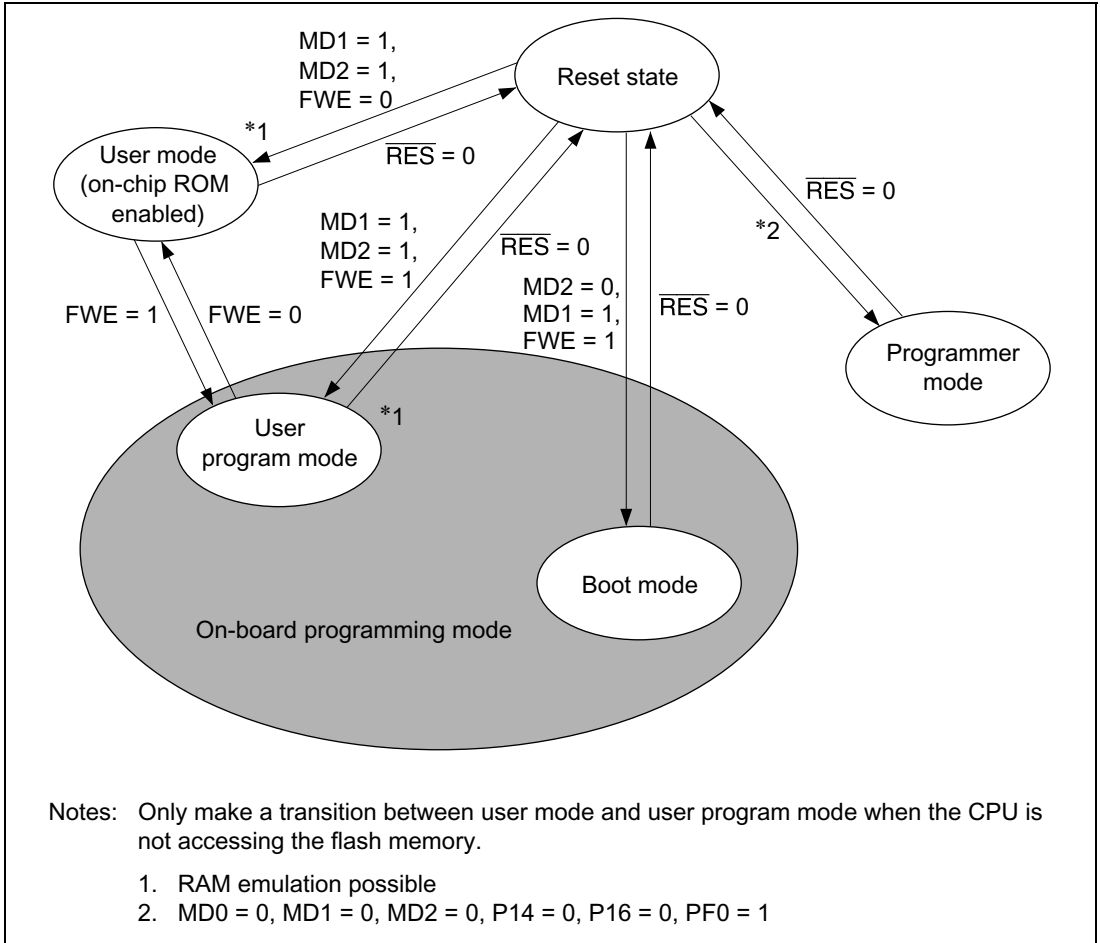 MD1 = 1,
MD2 = 1,
FWE = 0
Reset state
*1
RES = 0
User mode
(on-chip ROM
enabled)
RES = 0
*2
MD1 = 1,
MD2 = 1,
FWE = 1
RES = 0
MD2 = 0,
MD1 = 1,
FWE = 1
RES = 0
FWE = 1
FWE = 0
Programmer
mode
*1
User
program mode
Boot mode
On-board programming mode
Notes: Only make a transition between user mode and user program mode when the CPU is
not accessing the flash memory.
1. RAM emulation possible
2. MD0 = 0, MD1 = 0, MD2 = 0, P14 = 0, P16 = 0, PF0 = 1